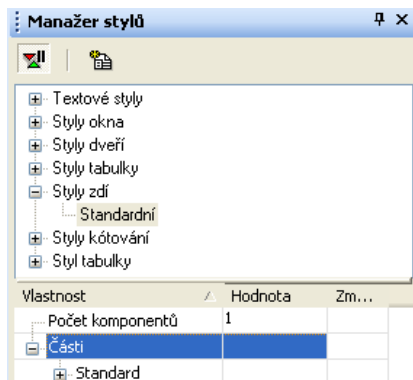 Manažer stylů
Textové styly
Styly okna
Styly dveří
Styly tabulky
Styly zdí
Standardní
Styly kótování
Styl tabulky
Vlastnost Hodnota Zm...
Počet komponentů 1
Části
Standard